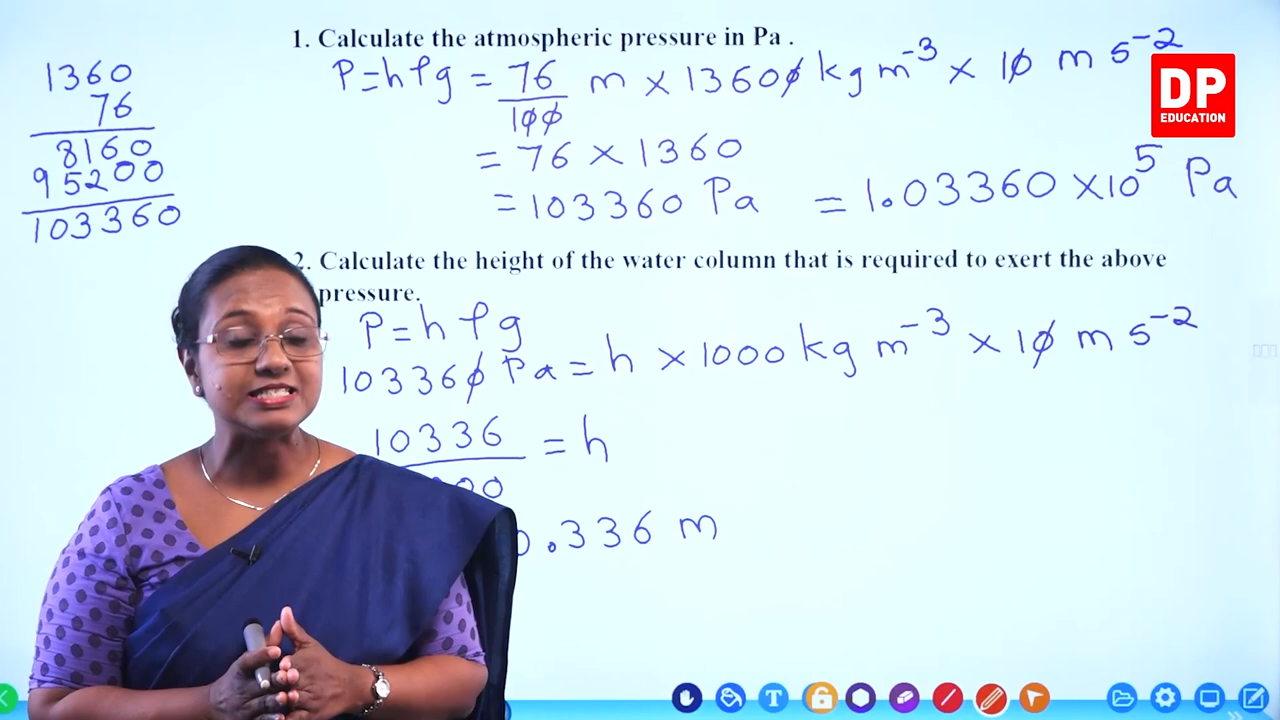 1. Calculate the atmospheric pressure in Pa .
P = hρg = 76/100 m × 13600 kg m⁻³ × 10 m s⁻²
= 76 × 1360
= 103360 Pa = 1.03360 × 10⁵ Pa
1360
76
8160
95200
103360
DP
EDUCATION
2. Calculate the height of the water column that is required to exert the above
pressure.
P = hρg
103360 Pa = h × 1000 kg m⁻³ × 10 m s⁻²
10336 = h
00
0.336 m
T